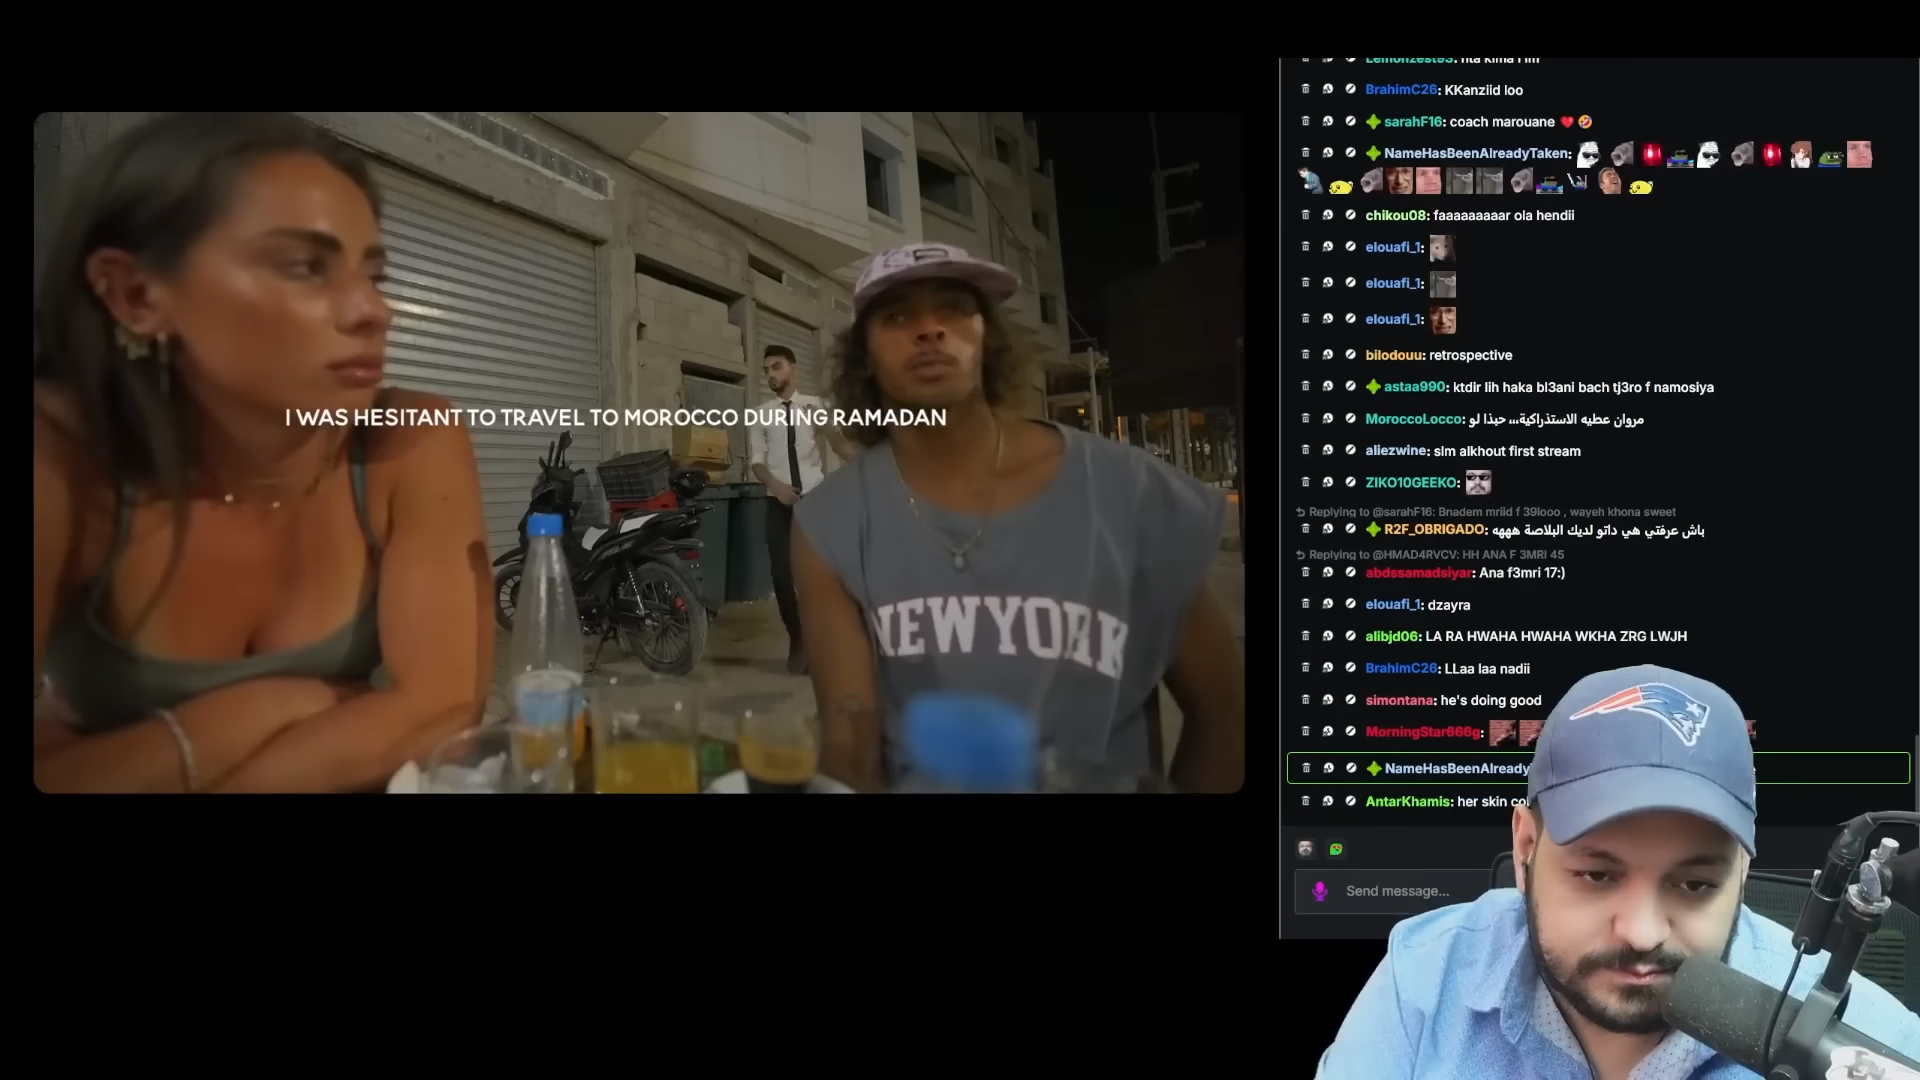 I WAS HESITANT TO TRAVEL TO MOROCCO DURING RAMADAN
NEW YORK
BrahimC26: KKanziid loo
sarahF16: coach marouane
NameHasBeenAlreadyTaken:
chikou08: faaaaaaaaar ola hendii
elouafi_1:
elouafi_1:
elouafi_1:
bilodouu: retrospective
astaa990: ktdir lih haka bl3ani bach tj3ro f namosiya
MoroccoLocco: مروان عطيه الاستذراكية،،، حبذا لو
aliezwine: slm alkhout first stream
ZIKO10GEEKO:
Replying to @sarahF16: Bnadem mriid f 39looo , wayeh khona sweet
R2F_OBRIGADO: باش عرفتي هي داتو لديك البلاصة هههه
Replying to @HMAD4RVCV: HH ANA F 3MRI 45
abdssamadsiyar: Ana f3mri 17:)
elouafi_1: dzayra
alibjd06: LA RA HWAHA HWAHA WKHA ZRG LWJH
BrahimC26: LLaa laa nadii
simontana: he's doing good
MorningStar666g:
NameHasBeenAlready
AntarKhamis: her skin
Send message...